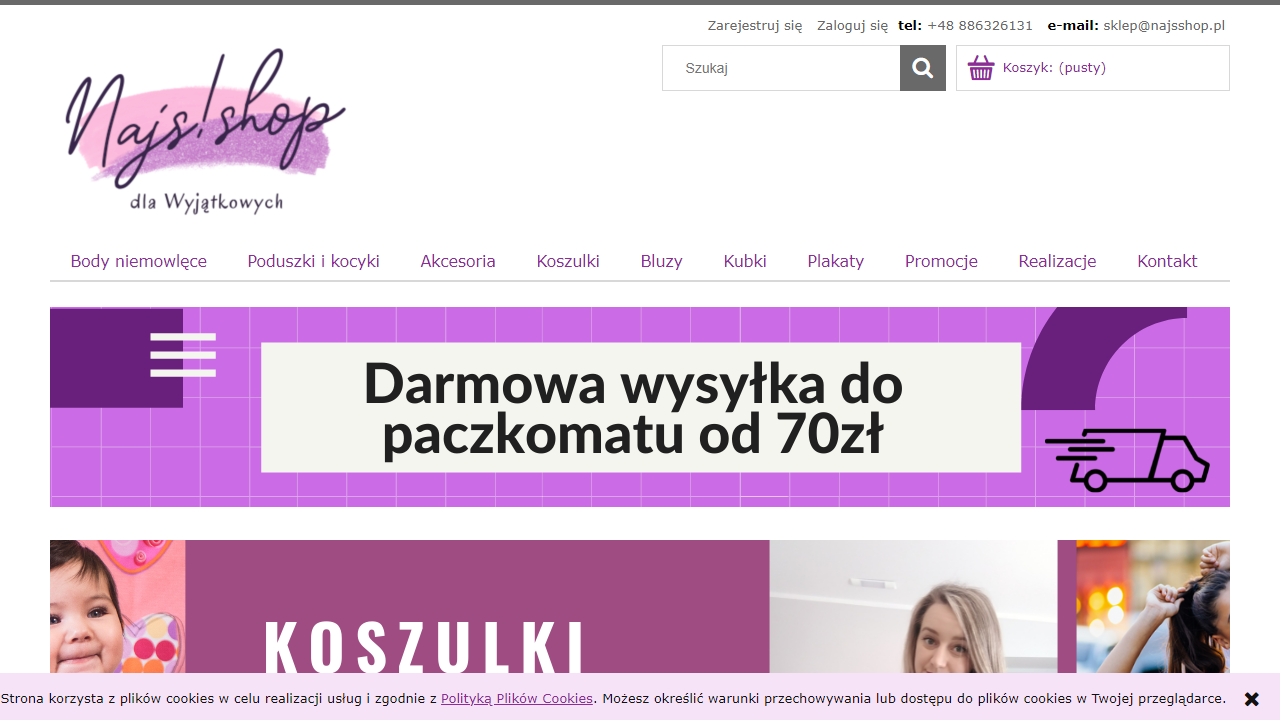 Zarejestruj się Zaloguj się tel: +48 886326131 e-mail: sklep@najsshop.pl
Szukaj
Koszyk: (pusty)
Najs!shop
dla Wyjątkowych
Body niemowlęce Poduszki i kocyki Akcesoria Koszulki Bluzy Kubki Plakaty Promocje Realizacje Kontakt
Darmowa wysyłka do
paczkomatu od 70zł
KOSZULKI
Strona korzysta z plików cookies w celu realizacji usług i zgodnie z Polityką Plików Cookies. Możesz określić warunki przechowywania lub dostępu do plików cookies w Twojej przeglądarce.